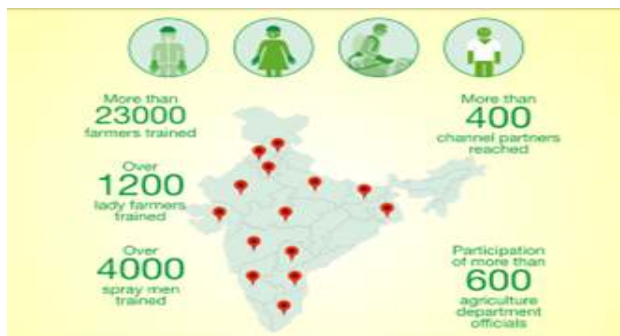 More than
23000
farmers trained
Over
1200
lady farmers
trained
Over
4000
spray men
trained
More than
400
channel partners
reached
Participation
of more than
600
agriculture
department
officials